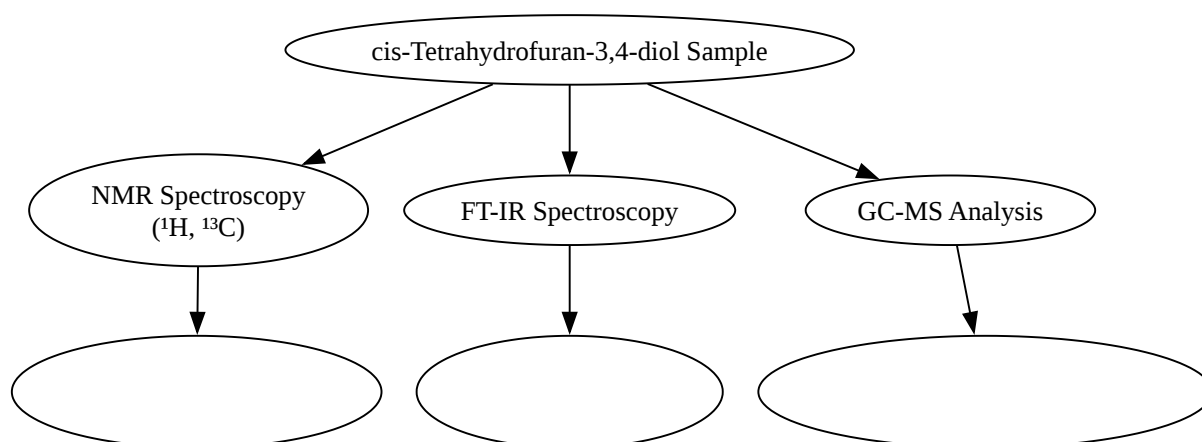 cis-Tetrahydrofuran-3,4-diol Sample
NMR Spectroscopy
(¹H, ¹³C)
FT-IR Spectroscopy
GC-MS Analysis